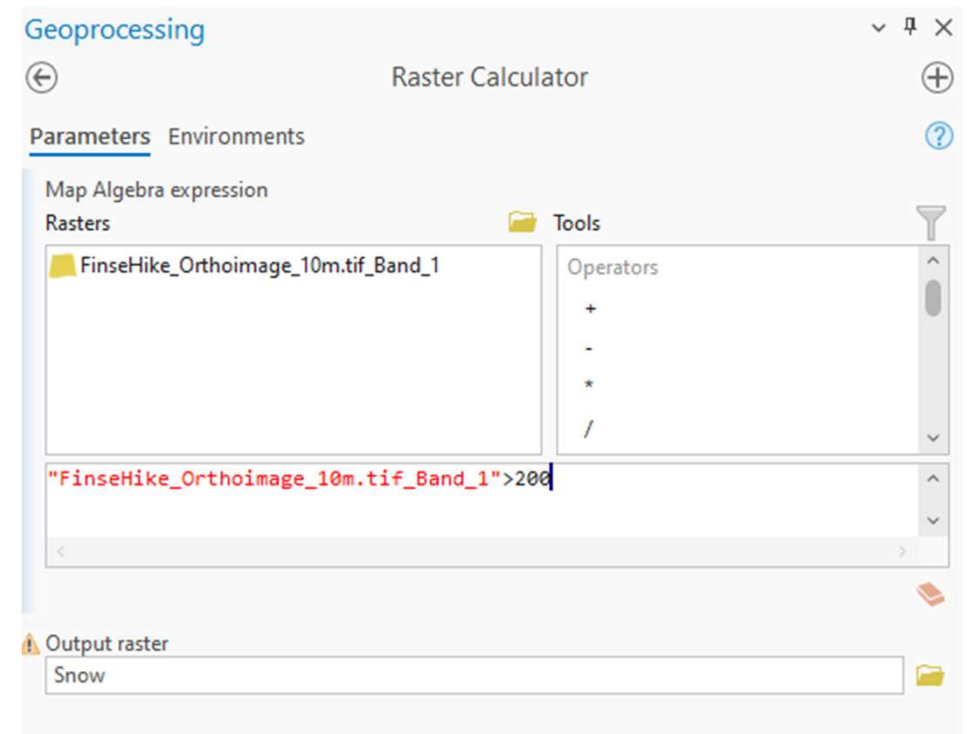 Geoprocessing
Raster Calculator
Parameters Environments
Map Algebra expression
Rasters
Tools
FinseHike_Orthoimage_10m.tif_Band_1
Operators
+
-
*
/
"FinseHike_Orthoimage_10m.tif_Band_1">200
Output raster
Snow